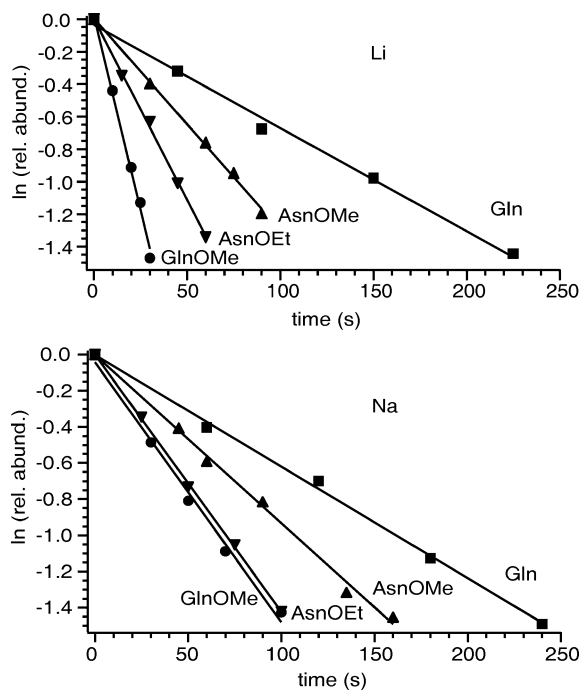 0.0
-0.2
-0.4
-0.6
-0.8
-1.0
-1.2
-1.4
ln (rel. abund.)
Li
Gln
AsnOMe
AsnOEt
GlnOMe
0 50 100 150 200 250
time (s)
0.0
-0.2
-0.4
-0.6
-0.8
-1.0
-1.2
-1.4
ln (rel. abund.)
Na
Gln
AsnOMe
GlnOMe
AsnOEt
0 50 100 150 200 250
time (s)